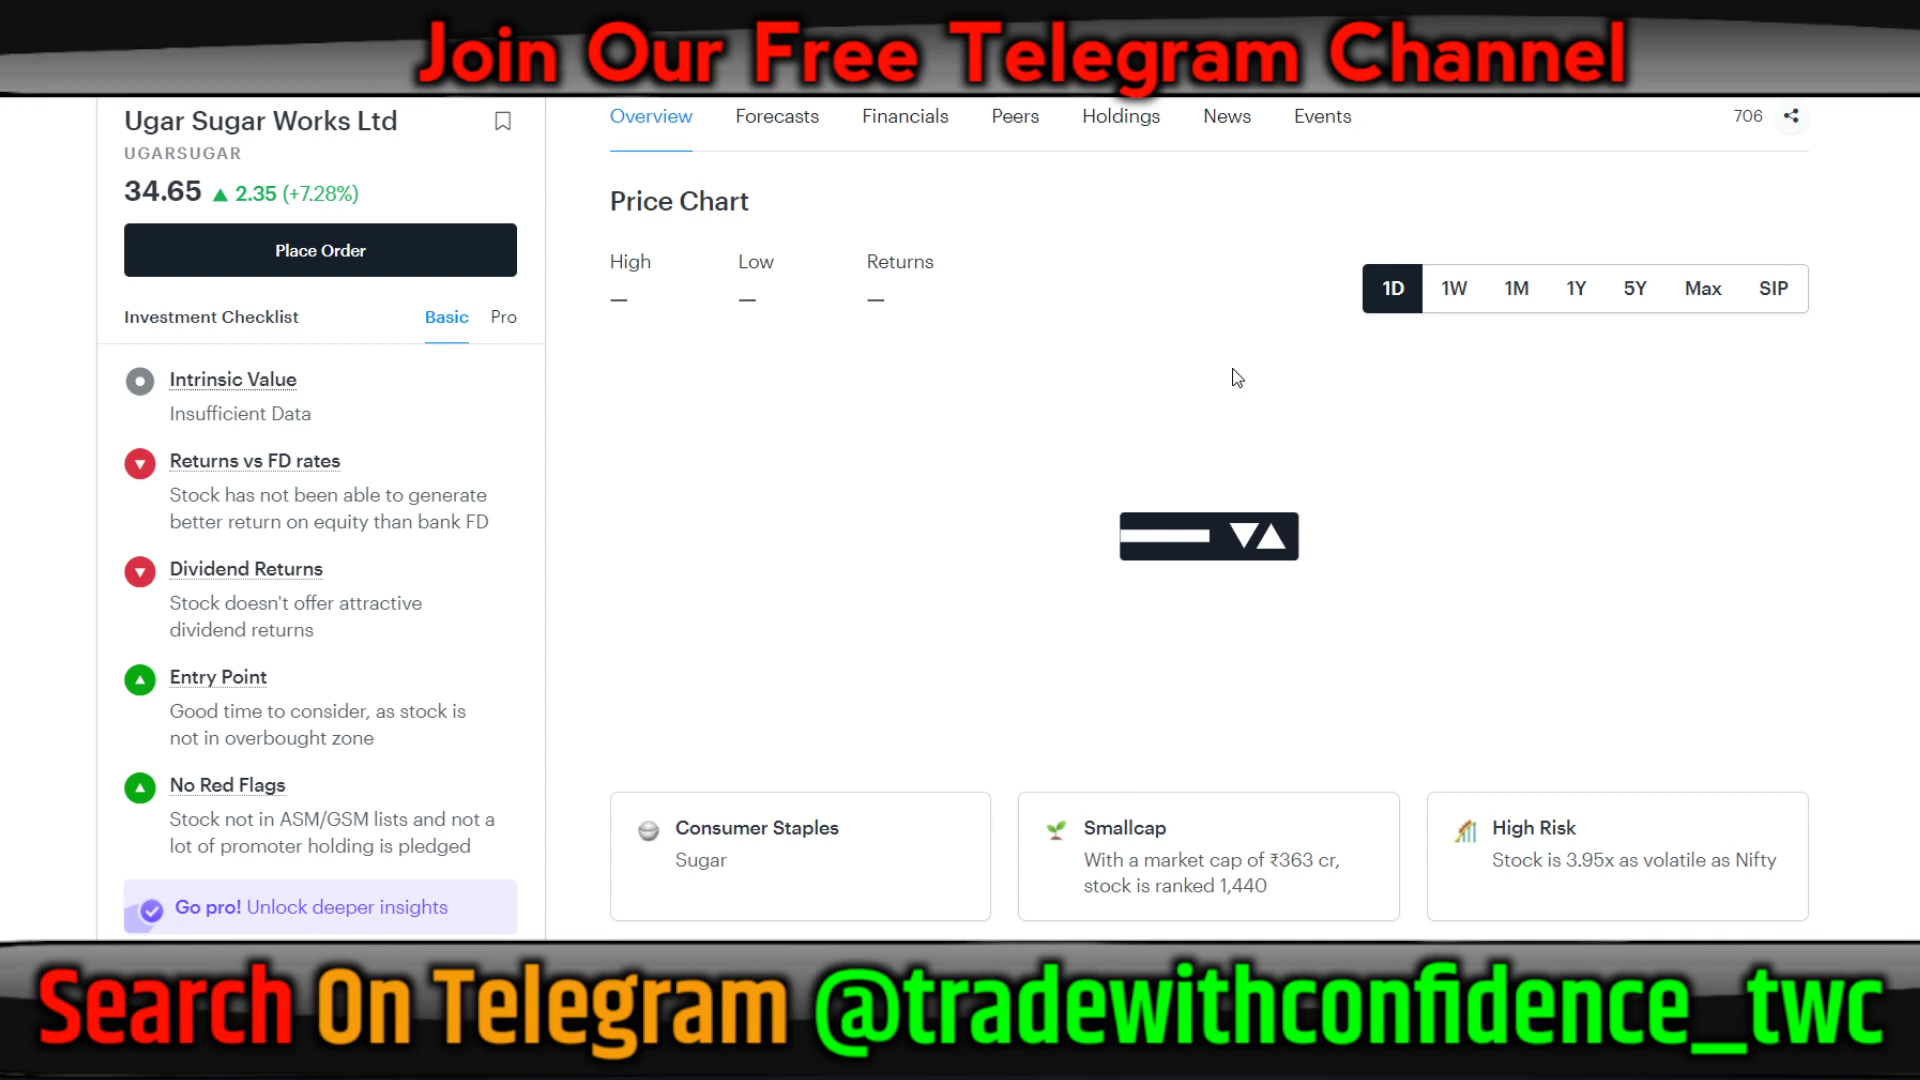 Join Our Free Telegram Channel
Ugar Sugar Works Ltd
UGARSUGAR
34.65 ▲ 2.35 (+7.28%)
Place Order
Investment Checklist
Basic
Pro
Intrinsic Value
Insufficient Data
Returns vs FD rates
Stock has not been able to generate
better return on equity than bank FD
Dividend Returns
Stock doesn't offer attractive
dividend returns
Entry Point
Good time to consider, as stock is
not in overbought zone
No Red Flags
Stock not in ASM/GSM lists and not a
lot of promoter holding is pledged
Go pro! Unlock deeper insights
Overview
Forecasts
Financials
Peers
Holdings
News
Events
706
Price Chart
High
Low
Returns
—
—
—
1D
1W
1M
1Y
5Y
Max
SIP
Consumer Staples
Sugar
Smallcap
With a market cap of ₹363 cr,
stock is ranked 1,440
High Risk
Stock is 3.95x as volatile as Nifty
Search On Telegram @tradewithconfidence_twc